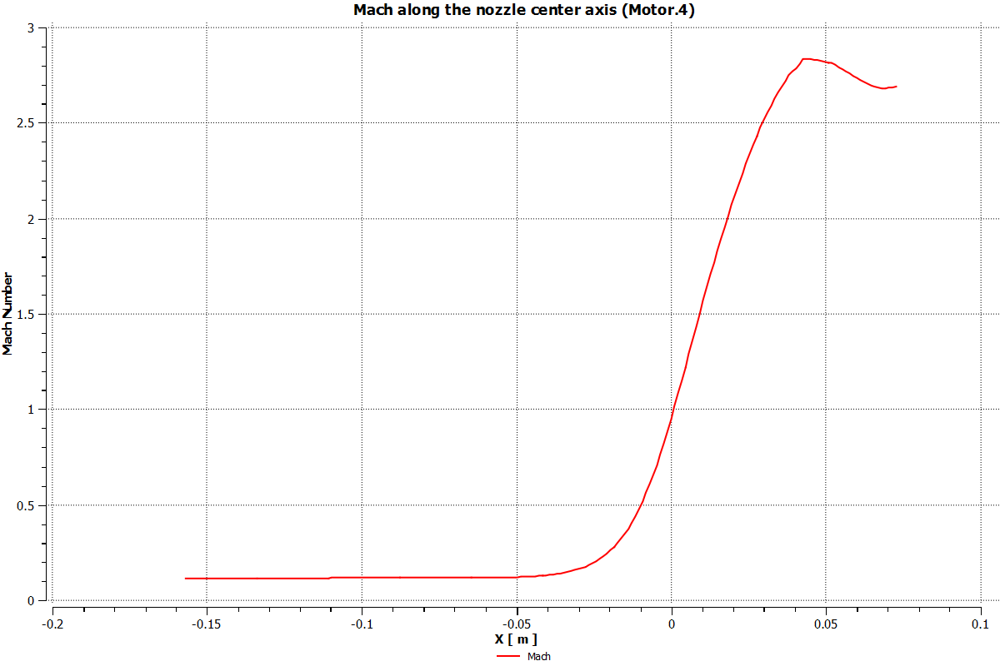 Mach along the nozzle center axis (Motor.4)
3
2.5
2
1.5
1
0.5
0
Mach Number
-0.2 -0.15 -0.1 -0.05 0 0.05 0.1
X [ m ]
Mach